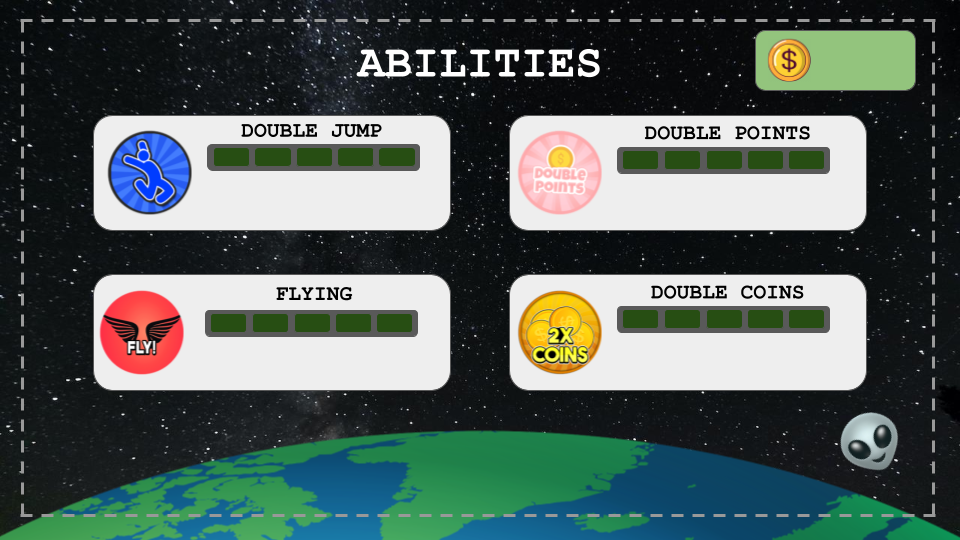 ABILITIES
$
DOUBLE JUMP
DOUBLE POINTS
$
DOUBLE
POINTS
FLYING
FLY!
DOUBLE COINS
2X
COINS